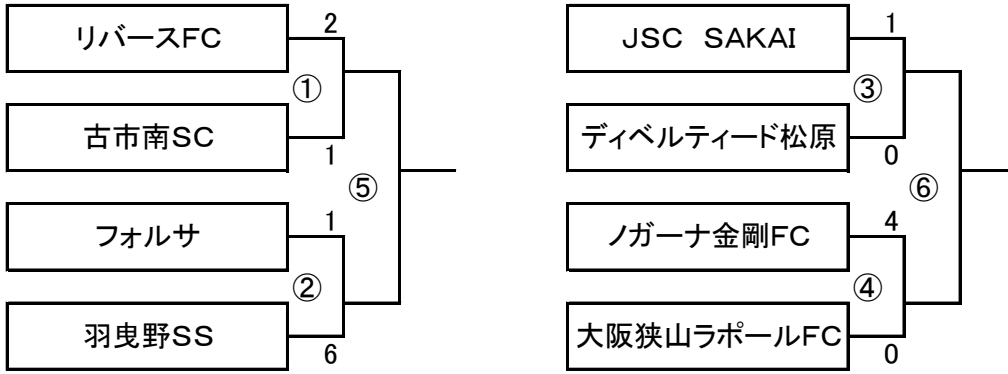 リバースFC
2
①
古市南SC
1
⑤
フォルサ
1
②
羽曳野SS
6
JSC SAKAI
1
③
ディベルティード松原
0
⑥
ノガーナ金剛FC
4
④
大阪狭山ラポールFC
0